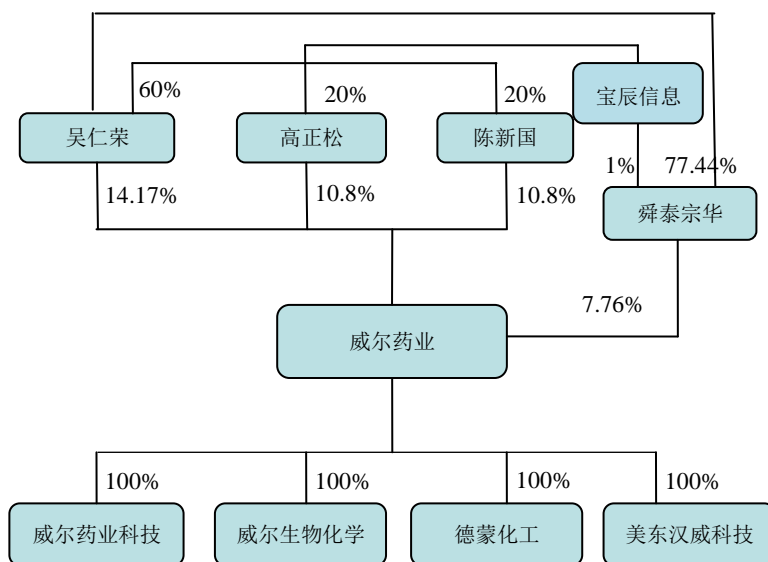 60%
20%
20%
宝辰信息
吴仁荣
高正松
陈新国
1%
77.44%
14.17%
10.8%
10.8%
舜泰宗华
7.76%
威尔药业
100%
100%
100%
100%
威尔药业科技
威尔生物化学
德蒙化工
美东汉威科技